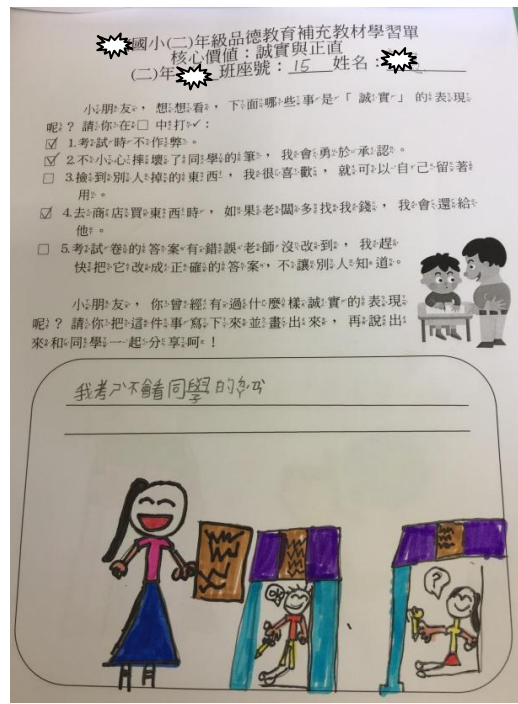 國小(二)年級品德教育補充教材學習單
核心價值：誠實與正直
(二)年 班座號：15 姓名：
小朋友，想想看，下面哪些事是「誠實」的表現
呢？請你在□中打✓：
☑ 1.考試時不作弊。
☑ 2.不小心摔壞了同學的筆，我會勇於承認。
□ 3.撿到別人掉的東西，我很喜歡，就可以自己留著
用。
☑ 4.去商店買東西時，如果老闆多找我錢，我會還給
他。
□ 5.考試卷的答案有錯誤老師沒改到，我趕
快把它改成正確的答案，不讓別人知道。
小朋友，你曾經有過什麼樣誠實的表現
呢？請你把這件事寫下來並畫出來，再說出
來和同學一起分享呵！
我考 不會看同學的
?